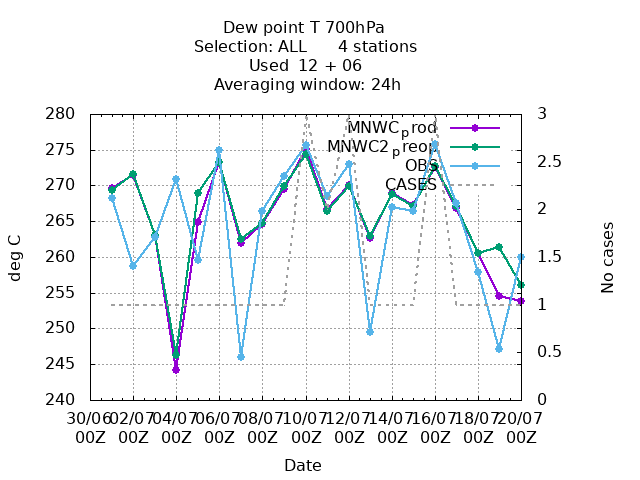 Dew point T 700hPa
Selection: ALL 4 stations
Used 12 + 06
Averaging window: 24h
280
275
270
265
260
255
250
245
240
deg C
3
2.5
2
1.5
1
0.5
0
No cases
MNWC_prod
MNWC2_preop
OBS
CASES
30/06 02/07 04/07 06/07 08/07 10/07 12/07 14/07 16/07 18/07 20/07
00Z 00Z 00Z 00Z 00Z 00Z 00Z 00Z 00Z 00Z 00Z
Date